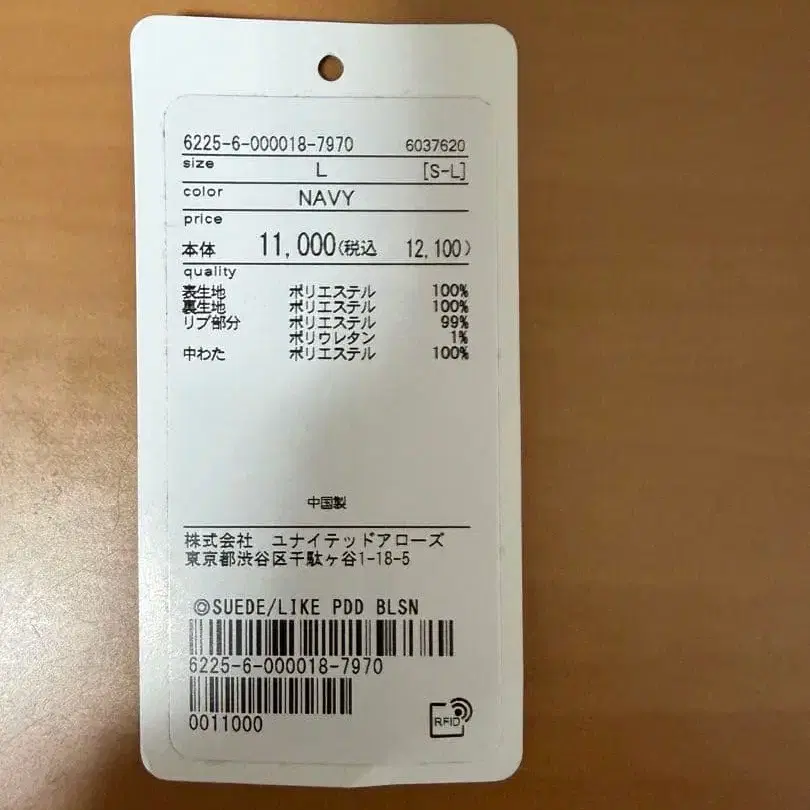 6225-6-000018-7970 6037620
size L [S-L]
color NAVY
price
本体 11,000(税込 12,100)
quality
表生地 ポリエステル 100%
裏生地 ポリエステル 100%
リブ部分 ポリエステル 99%
ポリウレタン 1%
中わた ポリエステル 100%
中国製
株式会社 ユナイテッドアローズ
東京都渋谷区千駄ヶ谷1-18-5
◎SUEDE/LIKE PDD BLSN
6225-6-000018-7970
0011000
RFID